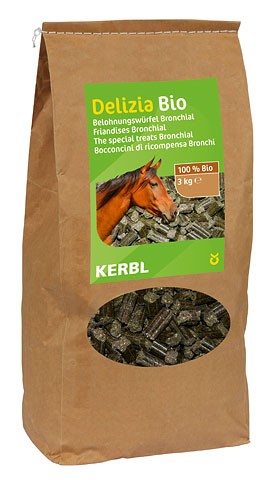 Delizia Bio
Belohnungswürfel Bronchial
Friandises Bronchial
The special treats Bronchial
Bocconcini di ricompensa Bronchi
100 % Bio
3 kg ℮
KERBL